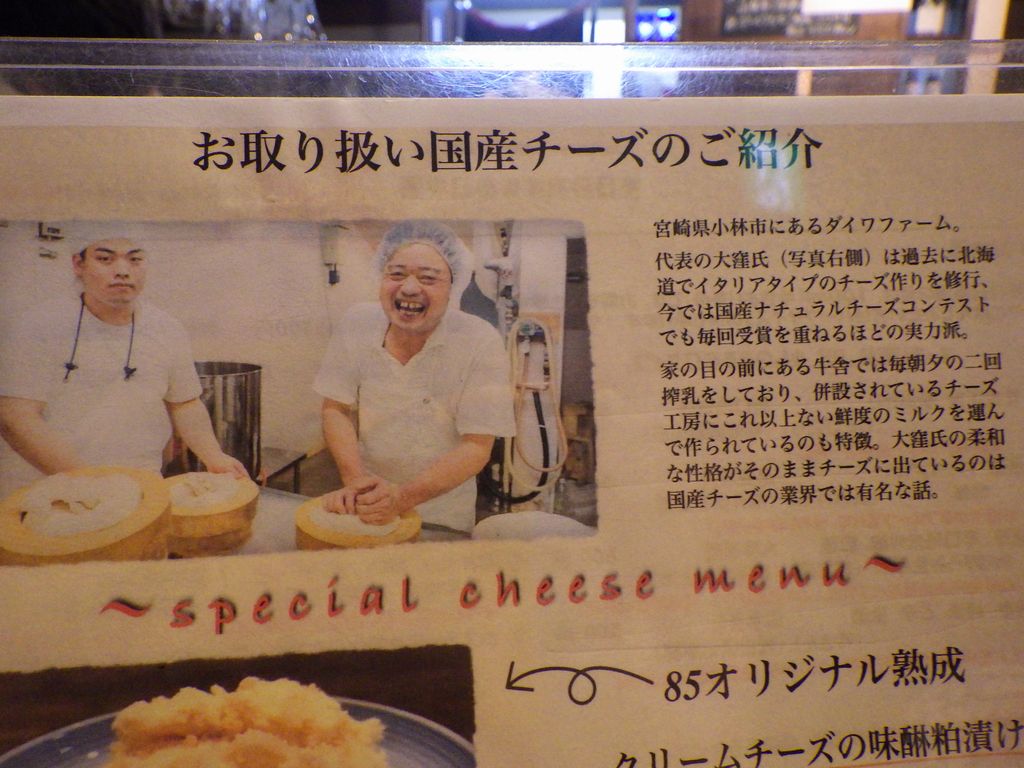 お取り扱い国産チーズのご紹介
宮崎県小林市にあるダイワファーム。
代表の大窪氏（写真右側）は過去に北海
道でイタリアタイプのチーズ作りを修行、
今では国産ナチュラルチーズコンテスト
でも毎回受賞を重ねるほどの実力派。
家の目の前にある牛舎では毎朝夕の二回
搾乳をしており、併設されているチーズ
工房にこれ以上ない鮮度のミルクを運ん
で作られているのも特徴。大窪氏の柔和
な性格がそのままチーズに出ているのは
国産チーズの業界では有名な話。
～special cheese menu～
85オリジナル熟成
クリームチーズの味醂粕漬け